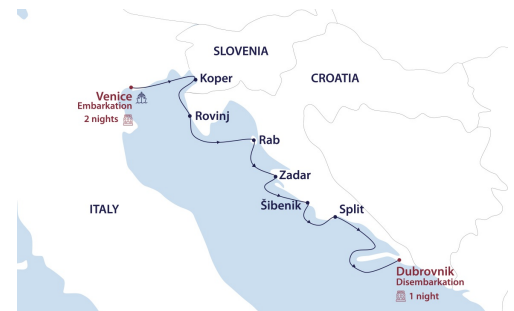 SLOVENIA
CROATIA
Koper
Venice
Embarkation
2 nights
Rovinj
Rab
Zadar
Šibenik
Split
ITALY
Dubrovnik
Disembarkation
1 night